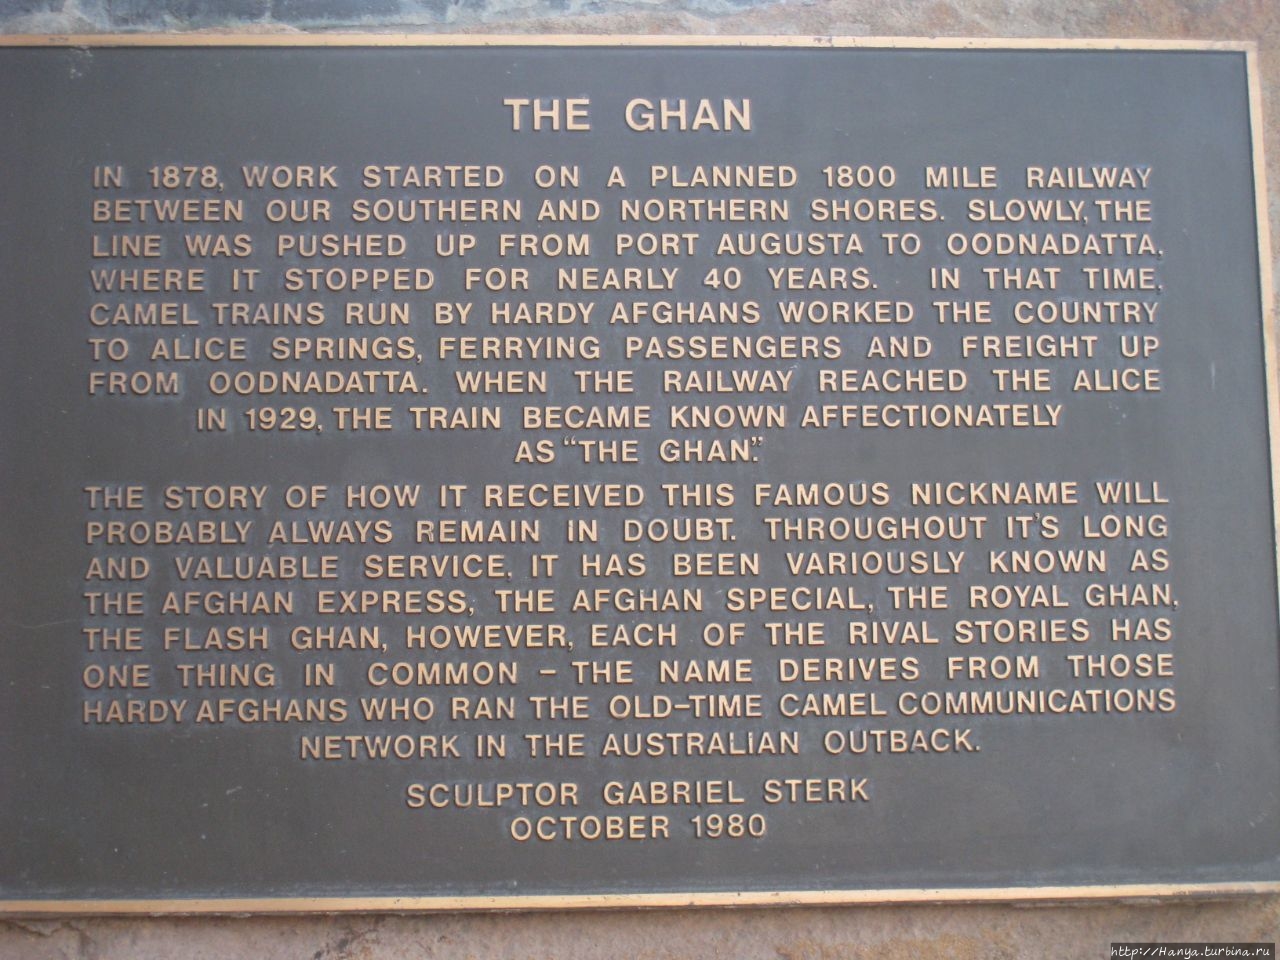 THE GHAN
IN 1878, WORK STARTED ON A PLANNED 1800 MILE RAILWAY
BETWEEN OUR SOUTHERN AND NORTHERN SHORES. SLOWLY, THE
LINE WAS PUSHED UP FROM PORT AUGUSTA TO OODNADATTA,
WHERE IT STOPPED FOR NEARLY 40 YEARS. IN THAT TIME,
CAMEL TRAINS RUN BY HARDY AFGHANS WORKED THE COUNTRY
TO ALICE SPRINGS, FERRYING PASSENGERS AND FREIGHT UP
FROM OODNADATTA. WHEN THE RAILWAY REACHED THE ALICE
IN 1929, THE TRAIN BECAME KNOWN AFFECTIONATELY
AS "THE GHAN."
THE STORY OF HOW IT RECEIVED THIS FAMOUS NICKNAME WILL
PROBABLY ALWAYS REMAIN IN DOUBT. THROUGHOUT IT'S LONG
AND VALUABLE SERVICE, IT HAS BEEN VARIOUSLY KNOWN AS
THE AFGHAN EXPRESS, THE AFGHAN SPECIAL, THE ROYAL GHAN,
THE FLASH GHAN, HOWEVER, EACH OF THE RIVAL STORIES HAS
ONE THING IN COMMON – THE NAME DERIVES FROM THOSE
HARDY AFGHANS WHO RAN THE OLD–TIME CAMEL COMMUNICATIONS
NETWORK IN THE AUSTRALIAN OUTBACK.
SCULPTOR GABRIEL STERK
OCTOBER 1980
http://Hanya.turbina.ru